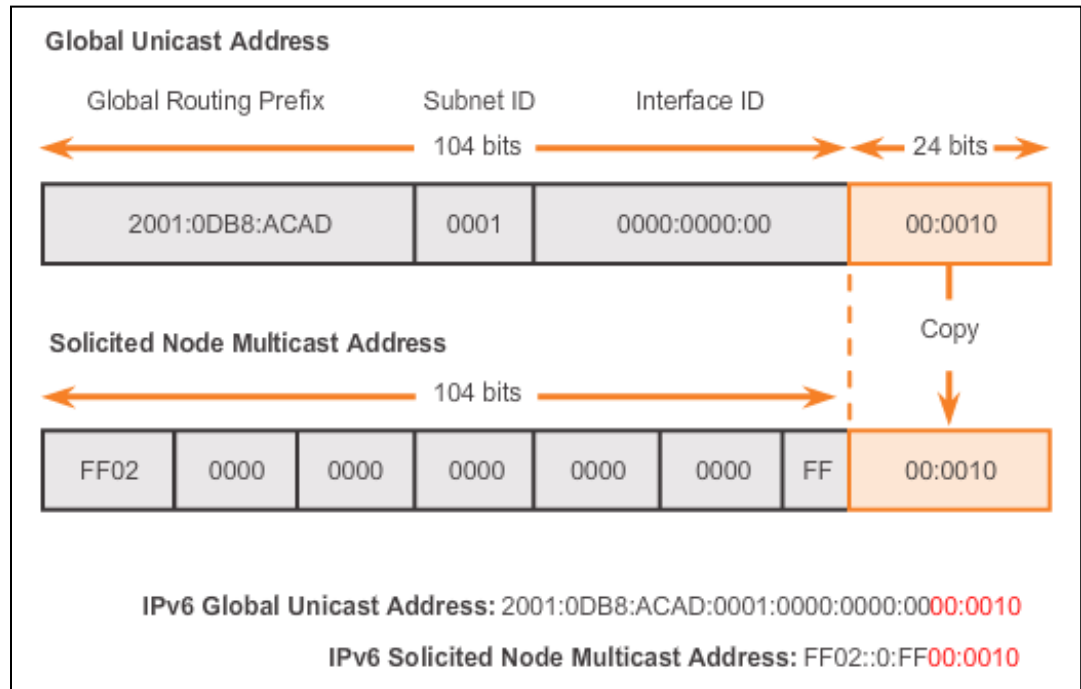 Global Unicast Address
Global Routing Prefix Subnet ID Interface ID
104 bits 24 bits
2001:0DB8:ACAD 0001 0000:0000:00 00:0010
Copy
Solicited Node Multicast Address
104 bits
FF02 0000 0000 0000 0000 0000 FF 00:0010
IPv6 Global Unicast Address: 2001:0DB8:ACAD:0001:0000:0000:0000:0010
IPv6 Solicited Node Multicast Address: FF02::0:FF00:0010